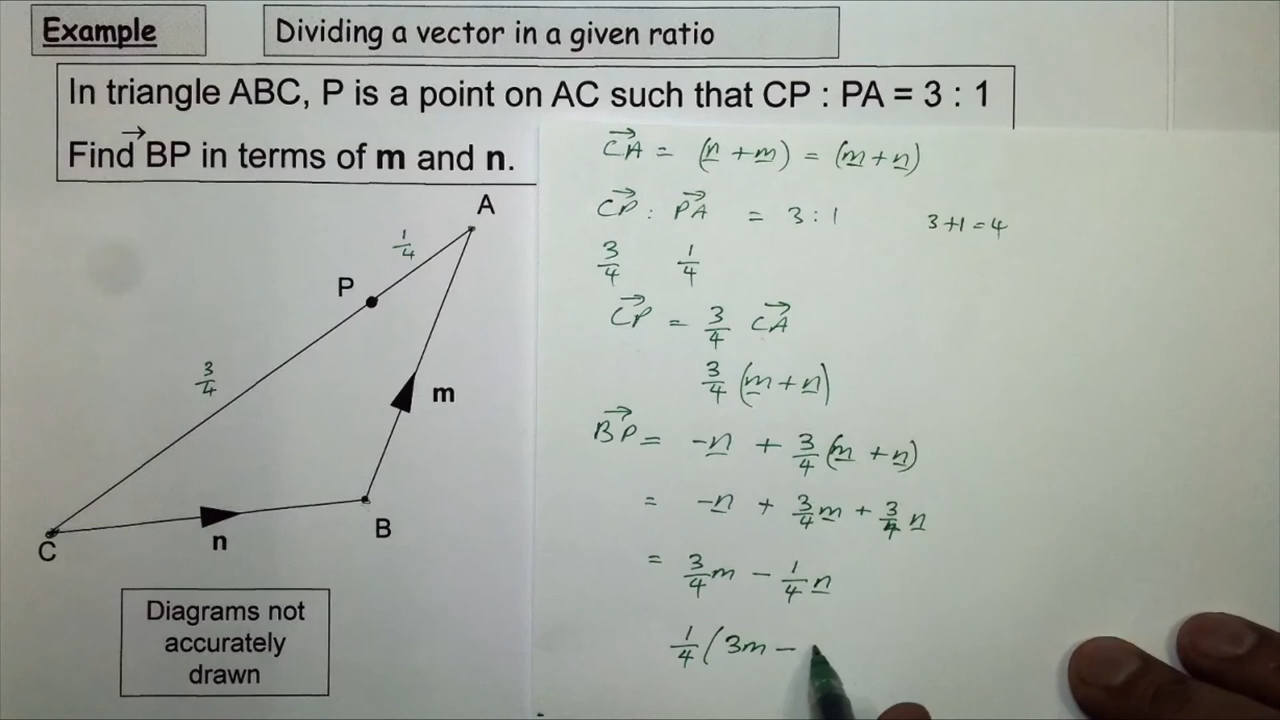 Example
Dividing a vector in a given ratio
In triangle ABC, P is a point on AC such that CP : PA = 3 : 1
Find B⃗P in terms of m and n.
A
1/4
P
3/4
m
B
C
n
Diagrams not
accurately
drawn
CA⃗ = (n + m) = (m + n)
CP⃗ : PA⃗ = 3 : 1 3+1=4
3/4 1/4
CP⃗ = 3/4 CA⃗
3/4 (m + n)
BP⃗ = -n + 3/4 (m + n)
= -n + 3/4 m + 3/4 n
= 3/4 m - 1/4 n
1/4 (3m -